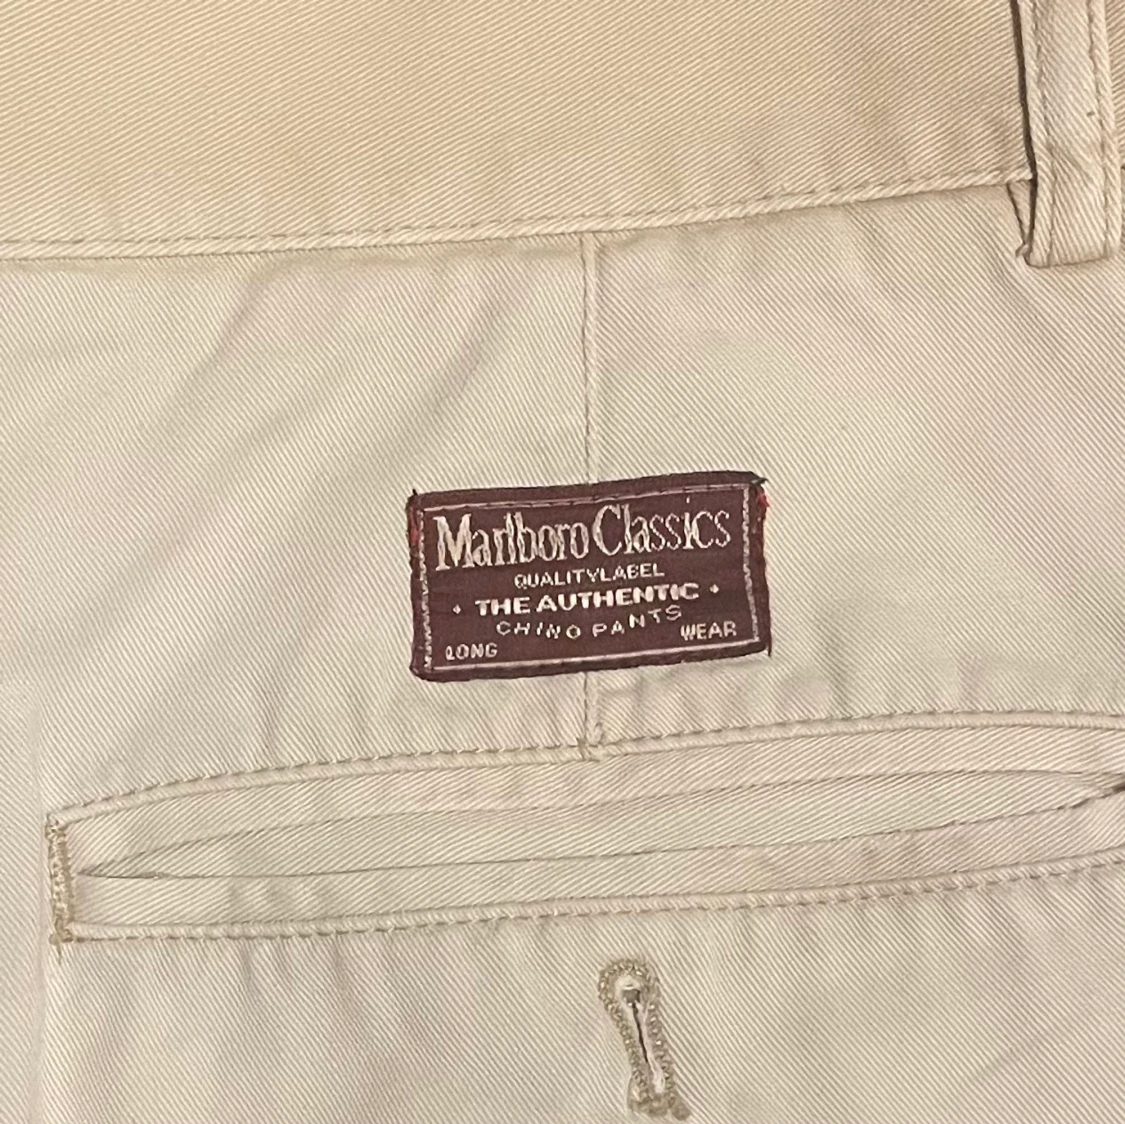 Marlboro Classics
QUALITYLABEL
• THE AUTHENTIC •
CHINO PANTS
LONG WEAR